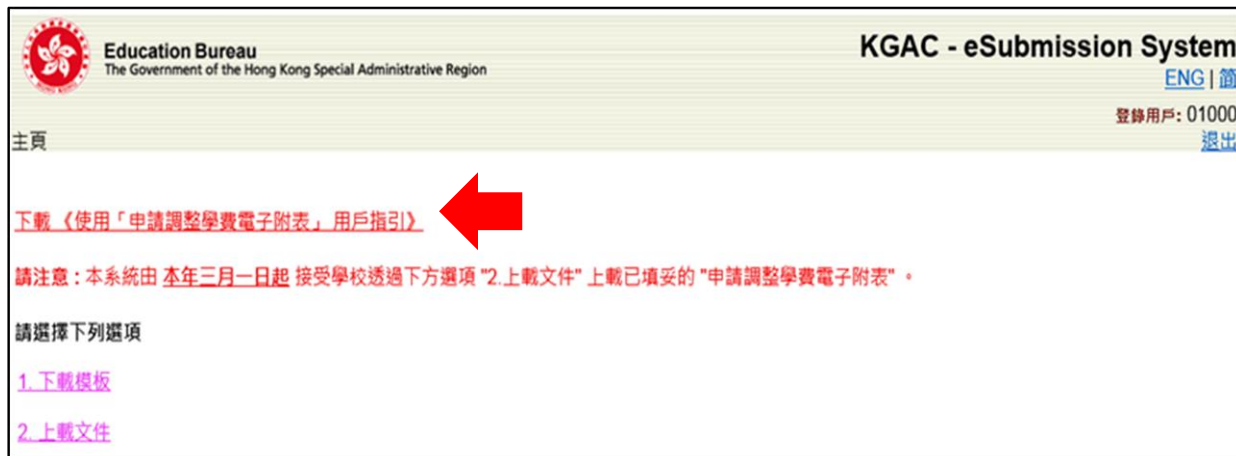 Education Bureau
The Government of the Hong Kong Special Administrative Region
KGAC - eSubmission System
ENG | 简
登錄用戶: 01000
主頁
退出
下載 《使用「申請調整學費電子附表」 用戶指引》
請注意 : 本系統由 本年三月一日起 接受學校透過下方選項 "2.上載文件" 上載已填妥的 "申請調整學費電子附表" 。
請選擇下列選項
1. 下載模板
2. 上載文件